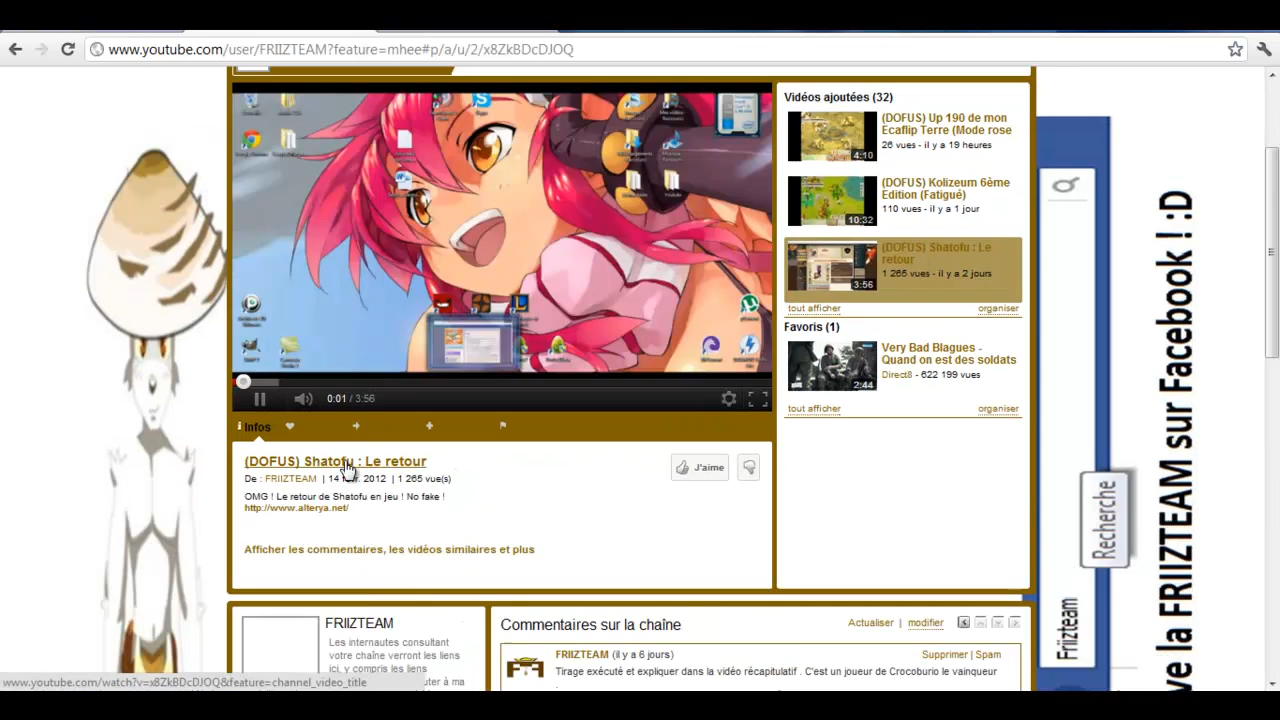 www.youtube.com/user/FRIIZTEAM?feature=mhee#p/a/u/2/x8ZkBDcDJOQ
Vidéos ajoutées (32)
(DOFUS) Up 190 de mon
Ecaflip Terre (Mode rose
26 vues - il y a 19 heures
4:10
(DOFUS) Kolizeum 6ème
Edition (Fatigué)
110 vues - il y a 1 jour
10:32
(DOFUS) Shatofu : Le
retour
1 265 vues - il y a 2 jours
3:56
tout afficher
organiser
Favoris (1)
Very Bad Blagues -
Quand on est des soldats
Direct8 - 622 199 vues
2:44
tout afficher
organiser
0:01 / 3:56
Infos
(DOFUS) Shatofu : Le retour
De : FRIIZTEAM | 14 2012 | 1 265 vue(s)
OMG ! Le retour de Shatofu en jeu ! No fake !
http://www.alterya.net/
J'aime
Afficher les commentaires, les vidéos similaires et plus
FRIIZTEAM
Les internautes consultant
votre chaîne verront les liens
ici, y compris les liens
Commentaires sur la chaîne
Actualiser | modifier
FRIIZTEAM (il y a 6 jours)
Supprimer | Spam
Tirage exécuté et expliquer dans la vidéo récapitulatif . C'est un joueur de Crocoburio le vainqueur
.
www.youtube.com/watch?v=x8ZkBDcDJOQ&feature=channel_video_title
uter à ma
Friizteam
Recherche
ve la FRIIZTEAM sur Facebook ! :D